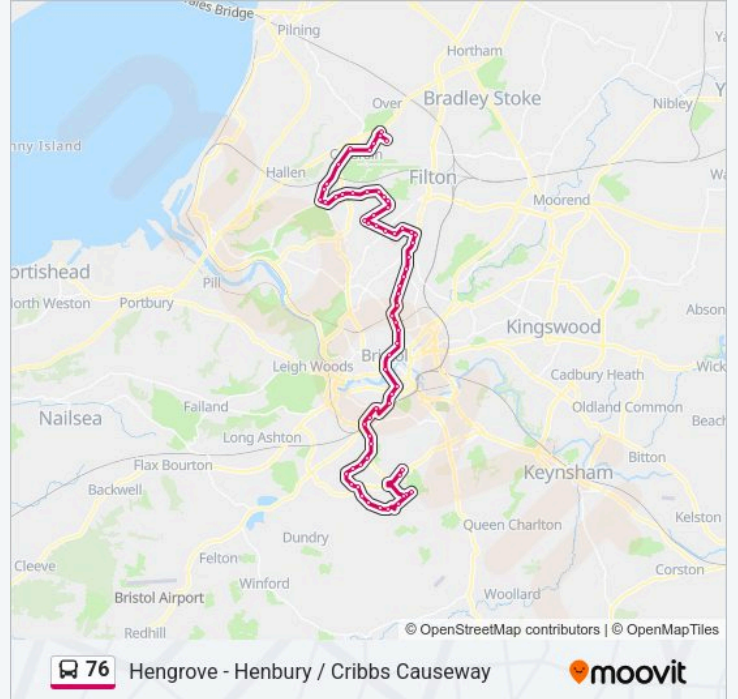 ales Bridge
Pilning
Hortham
Over
Bradley Stoke
Nibley
nny Island
Hallen
Filton
Moorend
ortishead
Pill
orth Weston
Portbury
Abson
Kingswood
Leigh Woods
Wick
Cadbury Heath
Failand
Oldland Common
Nailsea
Long Ashton
Beach
Flax Bourton
Bitton
Backwell
Keynsham
Kelston
Queen Charlton
Dundry
Felton
Cleeve
Corston
Winford
Bristol Airport
Woollard
Redhill
© OpenStreetMap contributors | © OpenMapTiles
76 Hengrove - Henbury / Cribbs Causeway
moovit